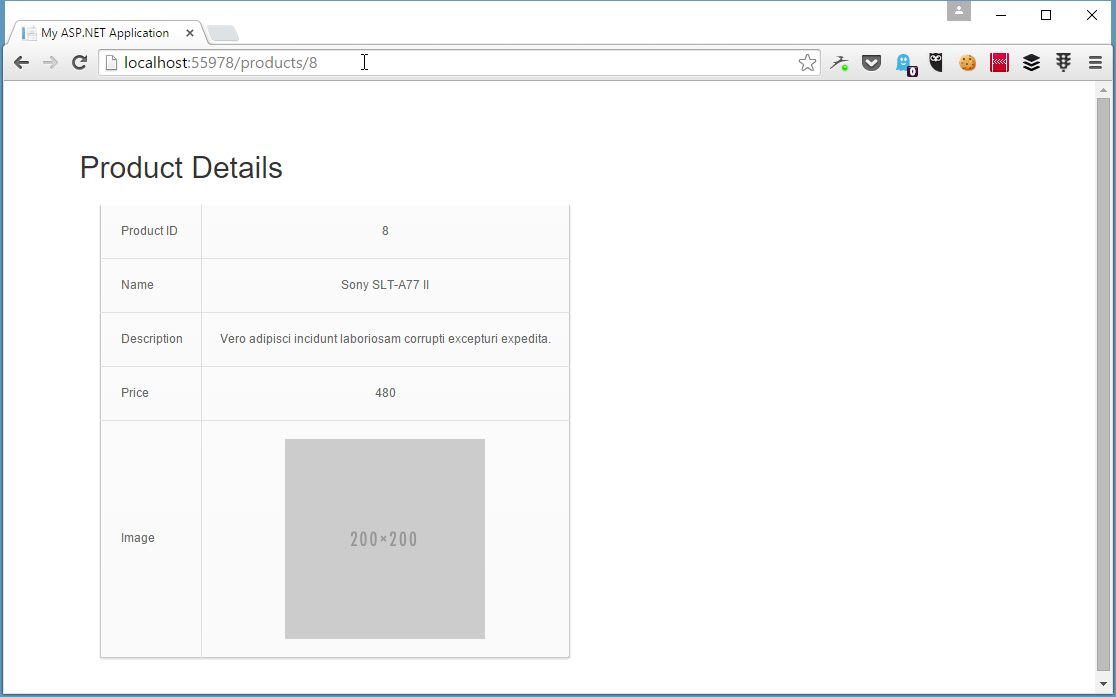 My ASP.NET Application
localhost:55978/products/8
0
Product Details
Product ID 8
Name Sony SLT-A77 II
Description Vero adipisci incidunt laboriosam corrupti excepturi expedita.
Price 480
Image 200×200